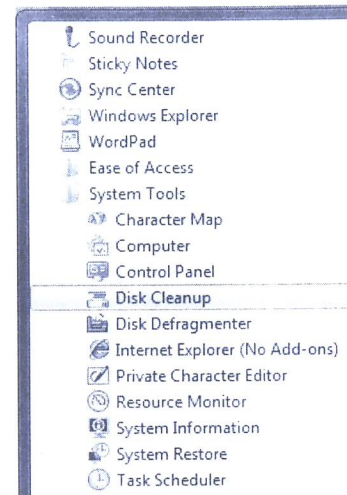 Sound Recorder
Sticky Notes
Sync Center
Windows Explorer
WordPad
Ease of Access
System Tools
Character Map
Computer
Control Panel
Disk Cleanup
Disk Defragmenter
Internet Explorer (No Add-ons)
Private Character Editor
Resource Monitor
System Information
System Restore
Task Scheduler